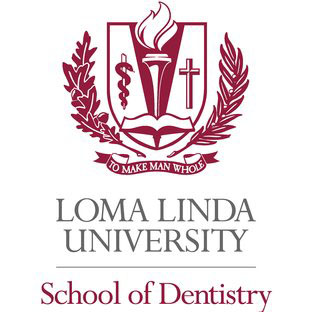 TO MAKE MAN WHOLE
LOMA LINDA
UNIVERSITY
School of Dentistry